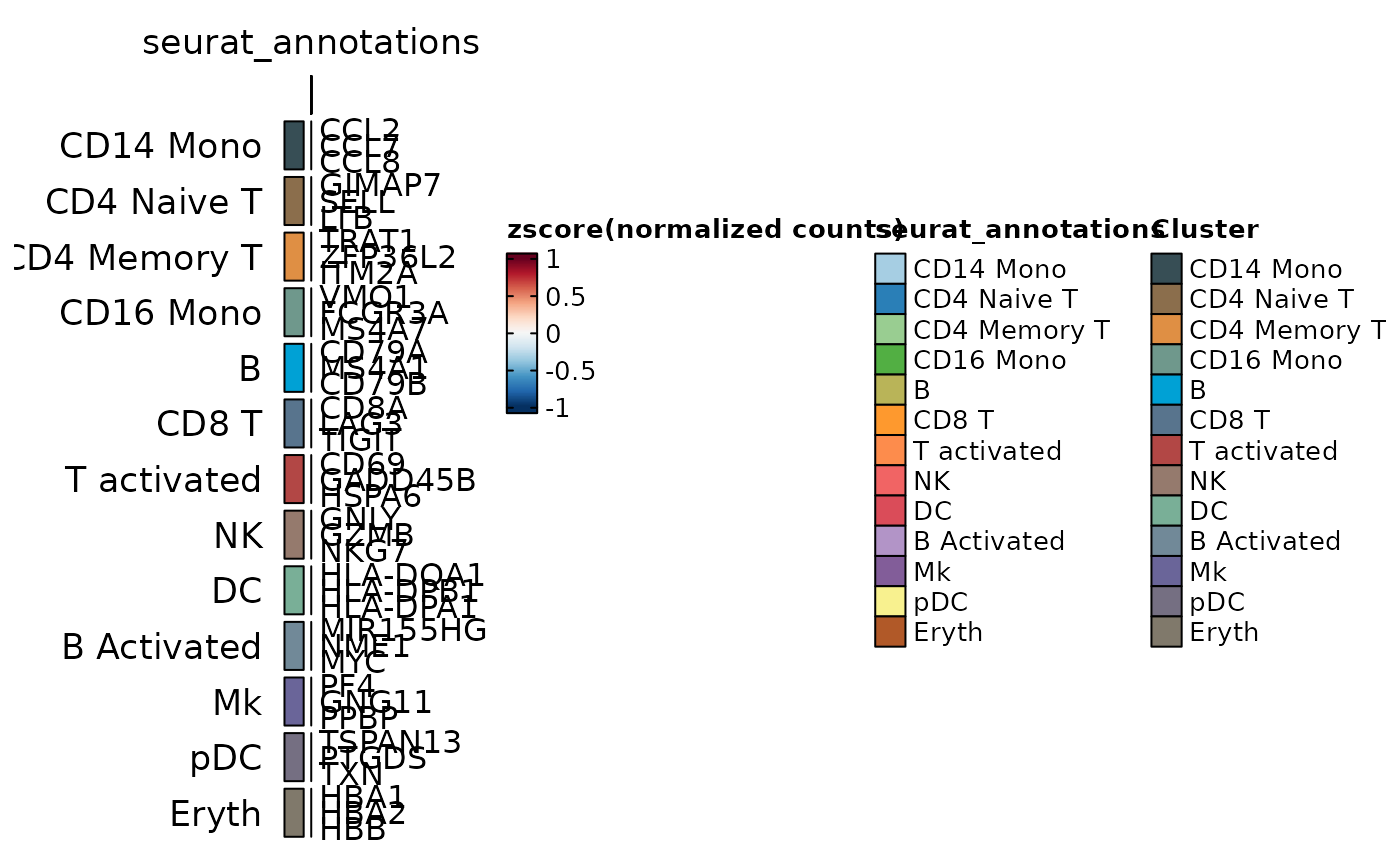 seurat_annotations
CD14 Mono
CCL2
CCL7
CCL8
CD4 Naive T
GIMAP7
SELL
LTB
CD4 Memory T
TRAT1
ZFP36L2
ITM2A
CD16 Mono
VMO1
FCGR3A
MS4A7
B
CD79A
MS4A1
CD79B
CD8 T
CD8A
LAG3
TIGIT
T activated
CD69
GADD45B
HSPA6
NK
GNLY
GZMB
NKG7
DC
HLA-DQA1
HLA-DPB1
HLA-DPA1
B Activated
MIR155HG
NME1
MYC
Mk
PF4
GNG11
PPBP
pDC
TSPAN13
PTGDS
TXN
Eryth
HBA1
HBA2
HBB
zscore(normalized counts)
1
0.5
0
-0.5
-1
seurat_annotations
CD14 Mono
CD4 Naive T
CD4 Memory T
CD16 Mono
B
CD8 T
T activated
NK
DC
B Activated
Mk
pDC
Eryth
Cluster
CD14 Mono
CD4 Naive T
CD4 Memory T
CD16 Mono
B
CD8 T
T activated
NK
DC
B Activated
Mk
pDC
Eryth